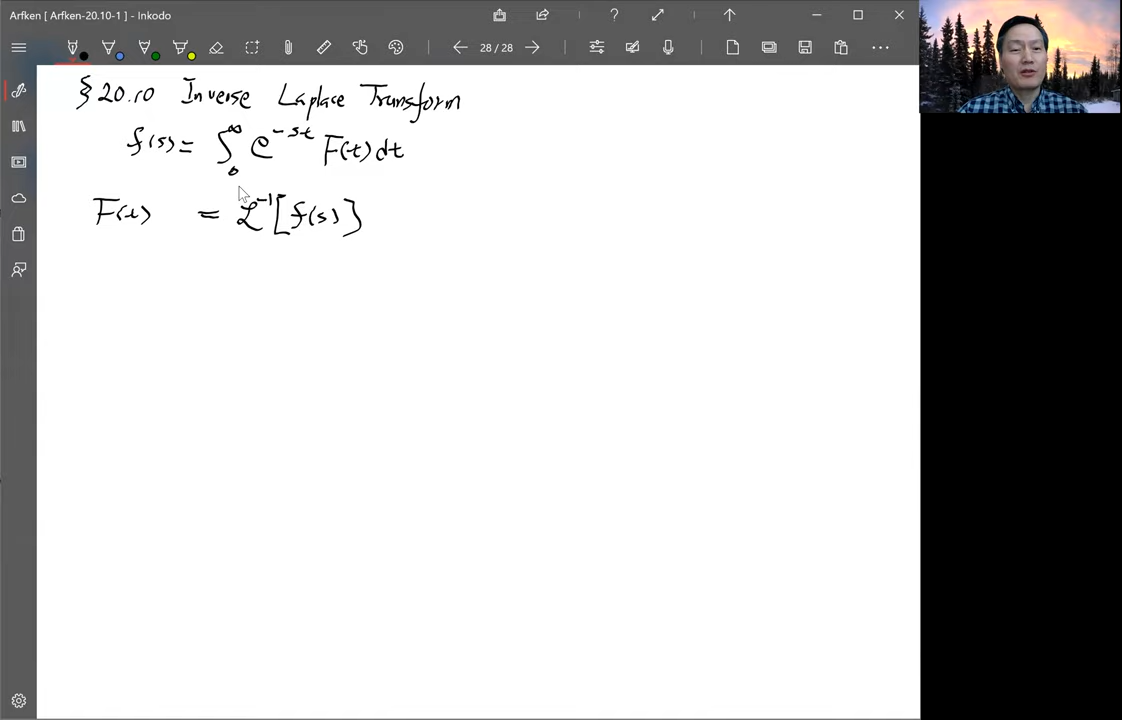 Arfken [ Arfken-20.10-1 ] - Inkodo
28 / 28
§ 20.10 Inverse Laplace Transform
f(s) = ∫₀^∞ e^{-st} F(t) dt
F(t) = ℒ^{-1}[f(s)]